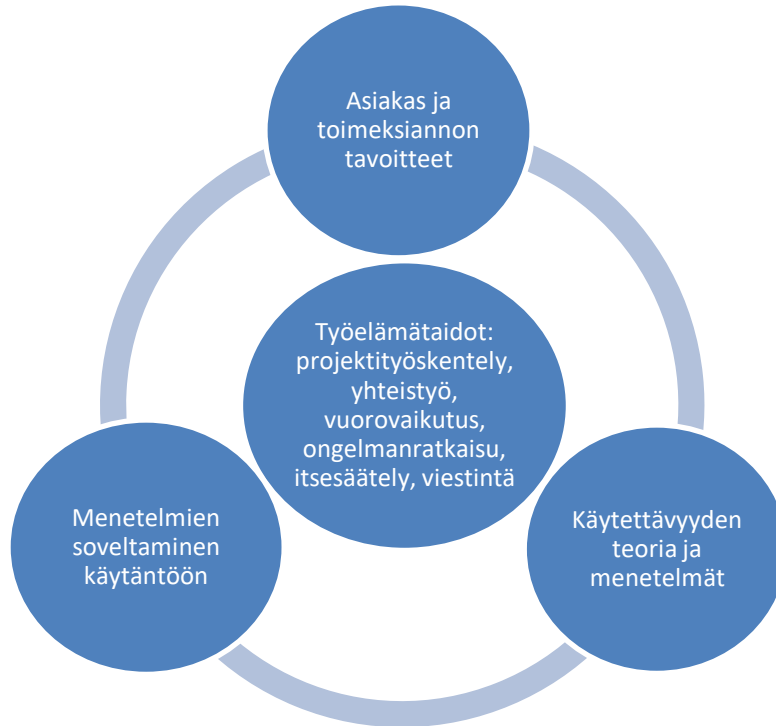 Asiakas ja
toimeksiannon
tavoitteet
Työelämätaidot:
projektityöskentely,
yhteistyö,
vuorovaikutus,
ongelmanratkaisu,
itsesäätely, viestintä
Menetelmien
soveltaminen
käytäntöön
Käytettävyyden
teoria ja
menetelmät